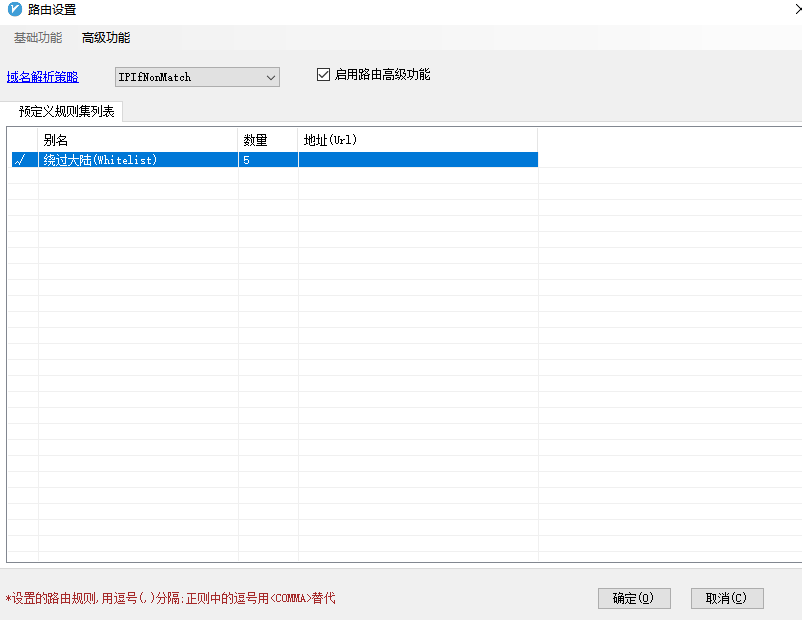 路由设置
基础功能 高级功能
域名解析策略 IPIfNonMatch 启用路由高级功能
预定义规则集列表
别名 数量 地址(Url)
√ 绕过大陆(Whitelist) 5
*设置的路由规则,用逗号(,)分隔;正则中的逗号用<COMMA>替代 确定(O) 取消(C)